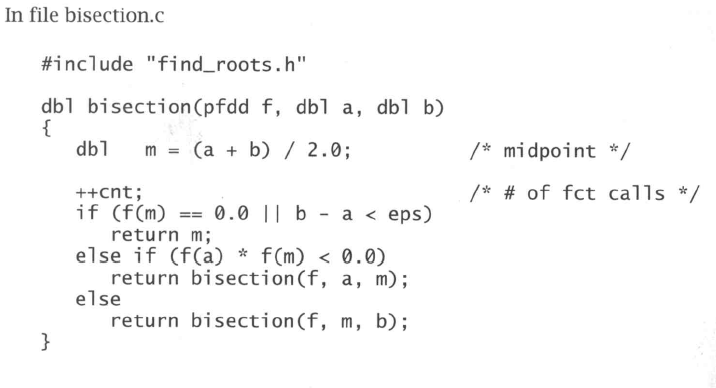 In file bisection.c
#include "find_roots.h"
dbl bisection(pfdd f, dbl a, dbl b)
{
dbl m = (a + b) / 2.0; /* midpoint */
++cnt; /* # of fct calls */
if (f(m) == 0.0 || b - a < eps)
return m;
else if (f(a) * f(m) < 0.0)
return bisection(f, a, m);
else
return bisection(f, m, b);
}